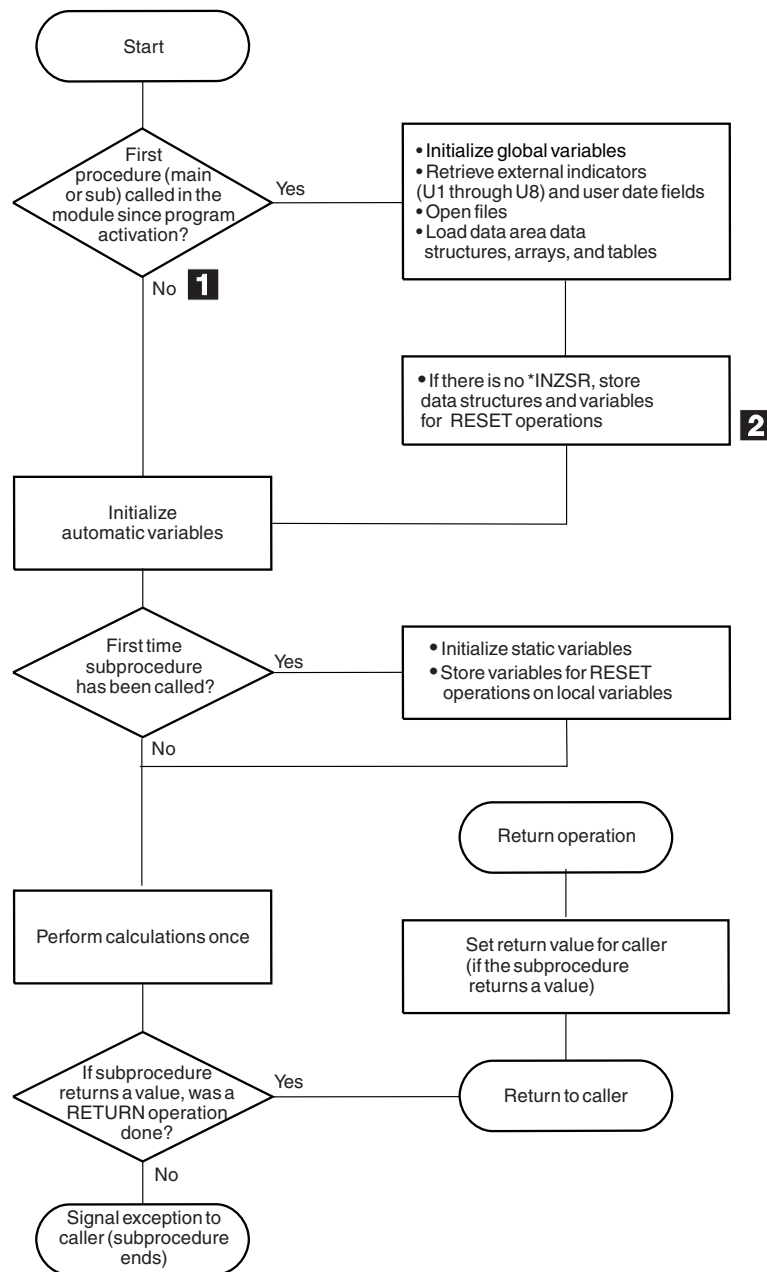 Start
First
procedure (main
or sub) called in the
module since program
activation?
Yes
• Initialize global variables
• Retrieve external indicators
(U1 through U8) and user date fields
• Open files
• Load data area data
structures, arrays, and tables
No 1
• If there is no *INZSR, store
data structures and variables
for RESET operations
2
Initialize
automatic variables
First time
subprocedure
has been called?
Yes
• Initialize static variables
• Store variables for RESET
operations on local variables
No
Return operation
Perform calculations once
Set return value for caller
(if the subprocedure
returns a value)
If subprocedure
returns a value, was a
RETURN operation
done?
Yes
Return to caller
No
Signal exception to
caller (subprocedure
ends)